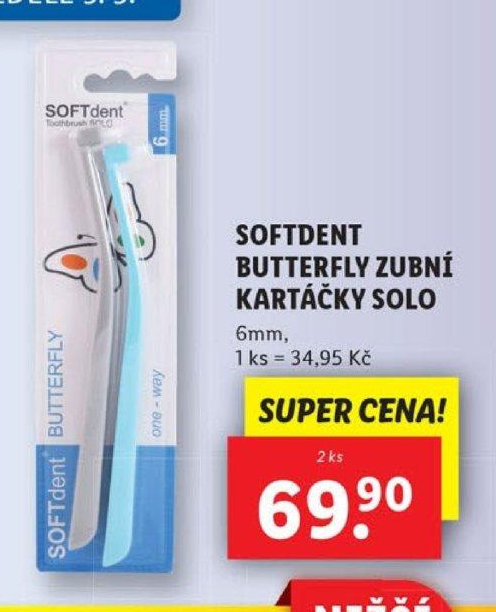 SOFTdent
Toothbrush SOLO
6 mm
BUTTERFLY
one - way
SOFTdent
SOFTDENT
BUTTERFLY ZUBNÍ
KARTÁČKY SOLO
6mm,
1 ks = 34,95 Kč
SUPER CENA!
2 ks
69.90